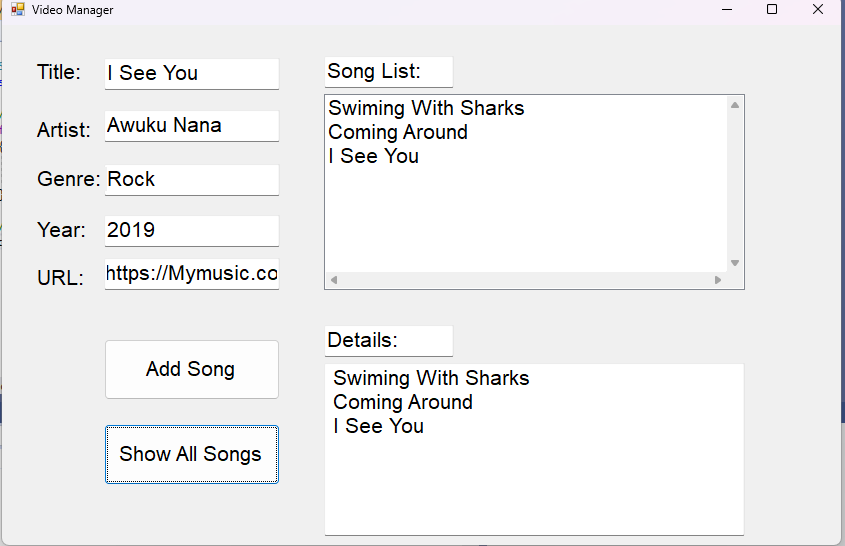 Video Manager
Title:
I See You
Artist:
Awuku Nana
Genre:
Rock
Year:
2019
URL:
https://Mymusic.co
Add Song
Show All Songs
Song List:
Swiming With Sharks
Coming Around
I See You
Details:
Swiming With Sharks
Coming Around
I See You